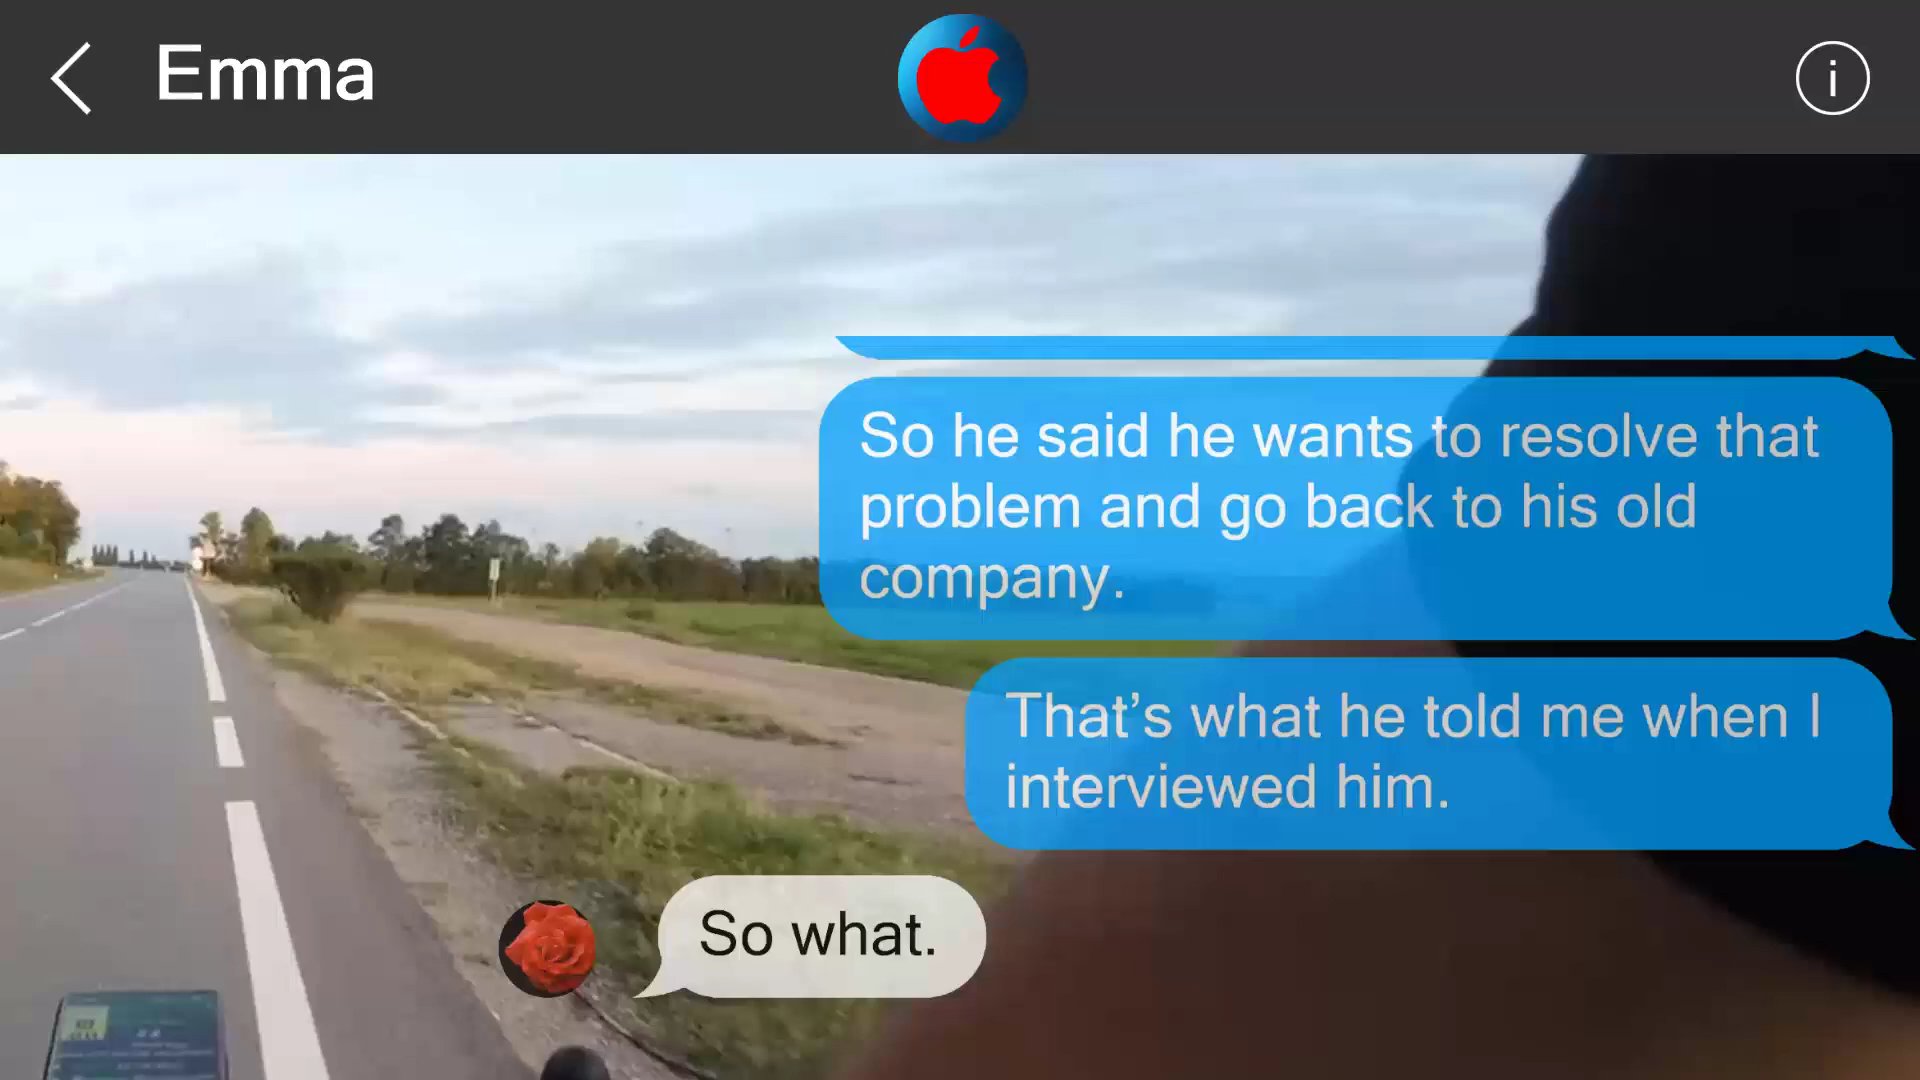 Emma
i
So he said he wants to resolve that
problem and go back to his old
company.
That’s what he told me when I
interviewed him.
So what.